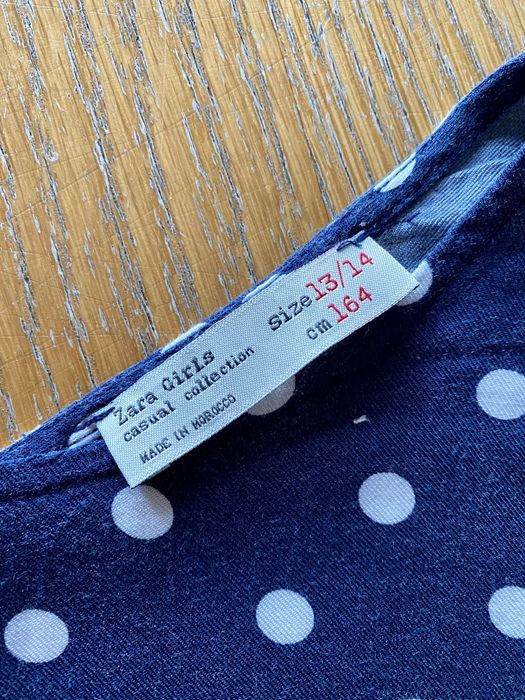 Zara Girls
casual collection
MADE IN MOROCCO
Size 13/14
cm 164